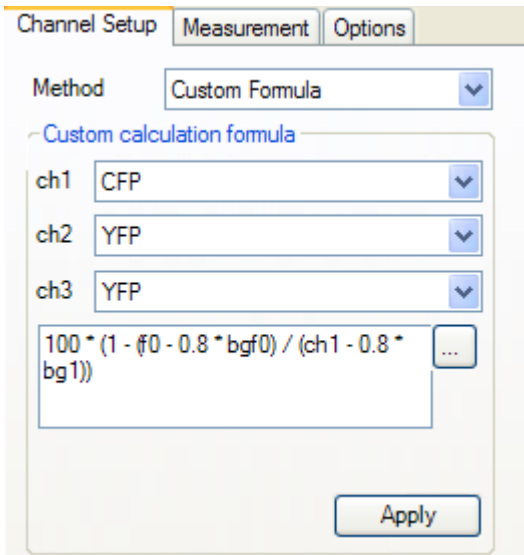 Channel Setup Measurement Options
Method Custom Formula
Custom calculation formula
ch1 CFP
ch2 YFP
ch3 YFP
100 * (1 - (f0 - 0.8 * bgf0) / (ch1 - 0.8 *
bg1))
...
Apply